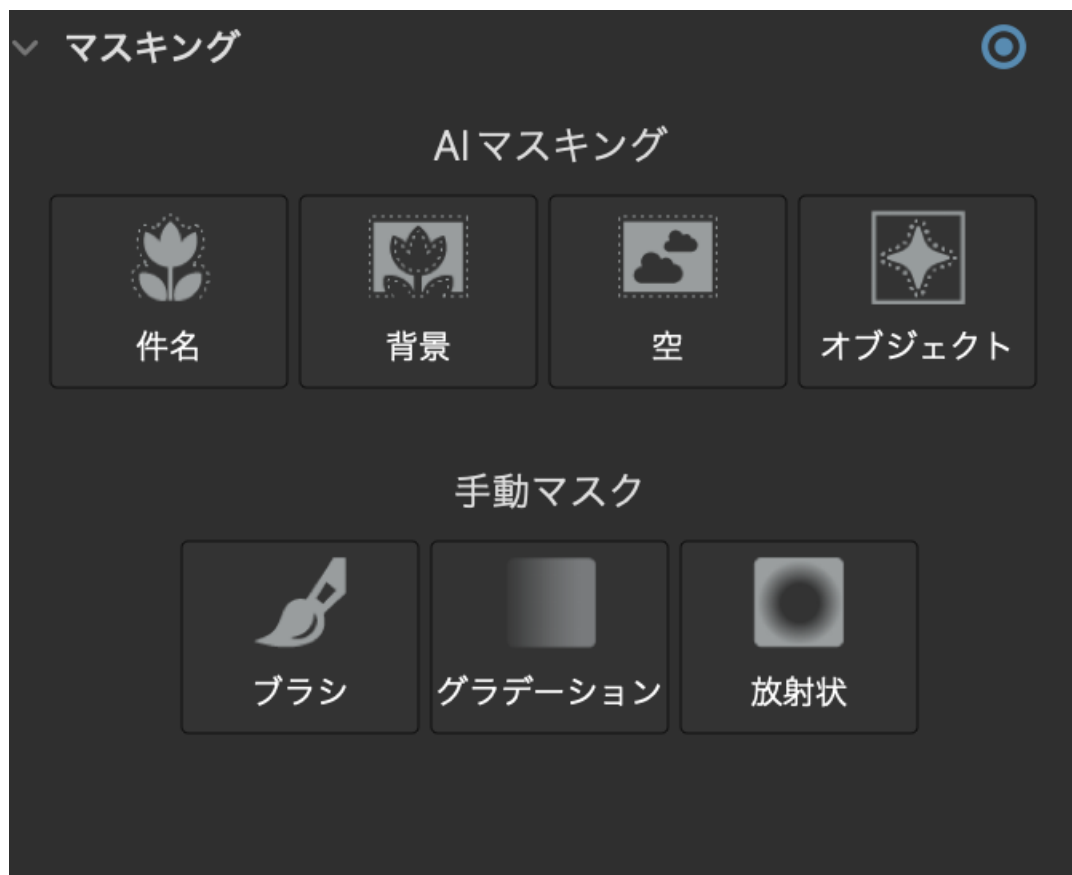 マスキング
AIマスキング
件名
背景
空
オブジェクト
手動マスク
ブラシ
グラデーション
放射状